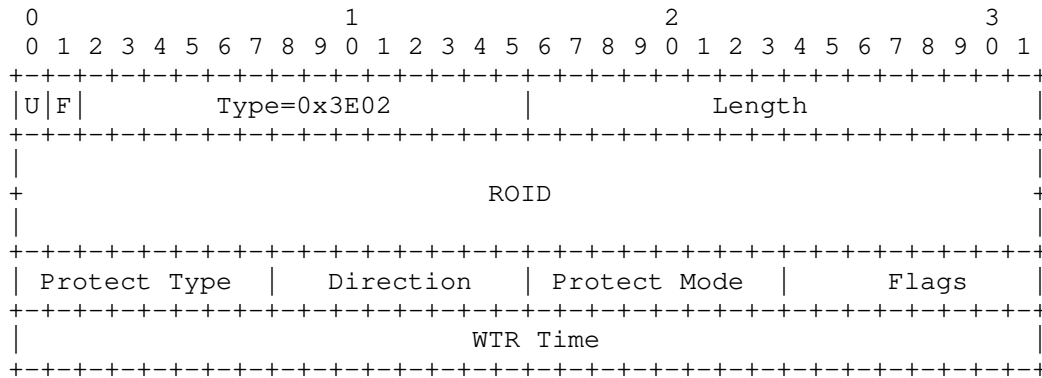 0                   1                   2                   3
 0 1 2 3 4 5 6 7 8 9 0 1 2 3 4 5 6 7 8 9 0 1 2 3 4 5 6 7 8 9 0 1
+-+-+-+-+-+-+-+-+-+-+-+-+-+-+-+-+-+-+-+-+-+-+-+-+-+-+-+-+-+-+-+-+
|U|F|        Type=0x3E02        |           Length              |
+-+-+-+-+-+-+-+-+-+-+-+-+-+-+-+-+-+-+-+-+-+-+-+-+-+-+-+-+-+-+-+-+
|                                                               |
+                             ROID                              +
|                                                               |
+-+-+-+-+-+-+-+-+-+-+-+-+-+-+-+-+-+-+-+-+-+-+-+-+-+-+-+-+-+-+-+-+
| Protect Type  |   Direction   | Protect Mode  |      Flags    |
+-+-+-+-+-+-+-+-+-+-+-+-+-+-+-+-+-+-+-+-+-+-+-+-+-+-+-+-+-+-+-+-+
|                            WTR Time                           |
+-+-+-+-+-+-+-+-+-+-+-+-+-+-+-+-+-+-+-+-+-+-+-+-+-+-+-+-+-+-+-+-+